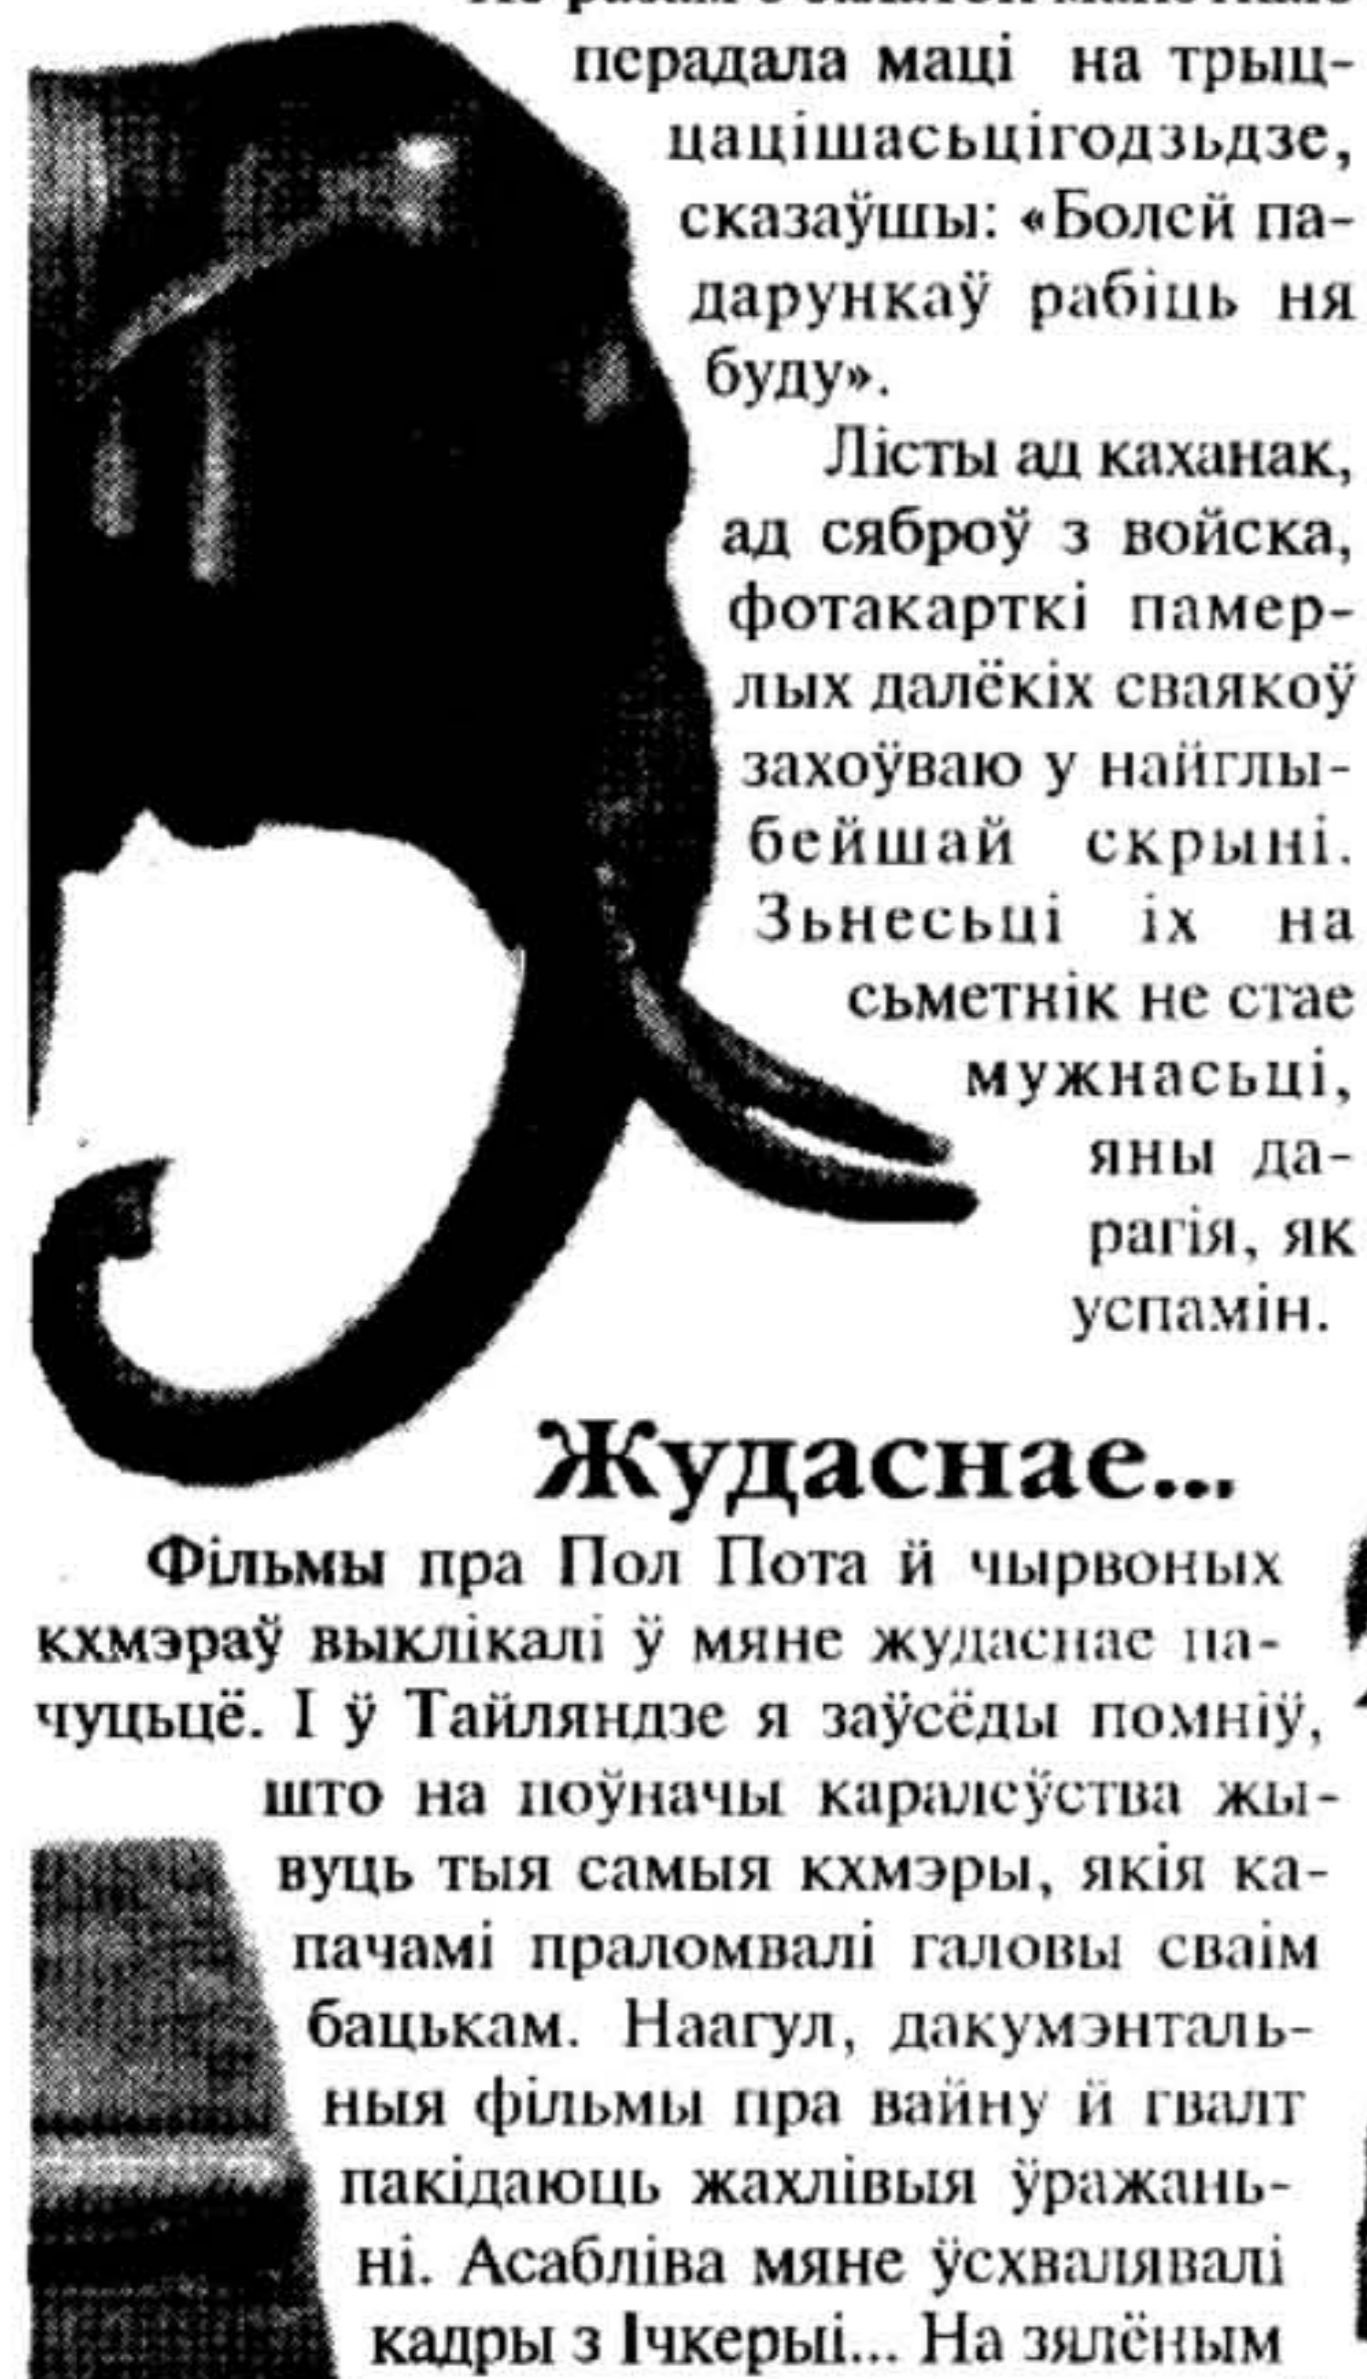 перадала маці на трыц-
цацішасьцігодзьдзе,
сказаўшы: «Болей па-
дарункаў рабіць ня
буду».
Лісты ад каханак,
ад сяброў з войска,
фотакарткі памер-
лых далёкіх сваякоў
захоўваю у найглы-
бейшай скрыні.
Зьнесьці іх на
сьметнік не стае
мужнасьці,
яны да-
рагія, як
успамін.
Жудаснае...
Фільмы пра Пол Пота й чырвоных
кхмэраў выклікалі ў мяне жудаснае па-
чуцьцё. І ў Тайляндзе я заўсёды помніў,
што на поўначы каралеўства жы-
вуць тыя самыя кхмэры, якія ка-
пачамі праломвалі галовы сваім
бацькам. Наагул, дакумэнталь-
ныя фільмы пра вайну й гвалт
пакідаюць жахлівыя ўражань-
ні. Асабліва мяне ўсхвалявалі
кадры з Ічкерыі... На зялёным